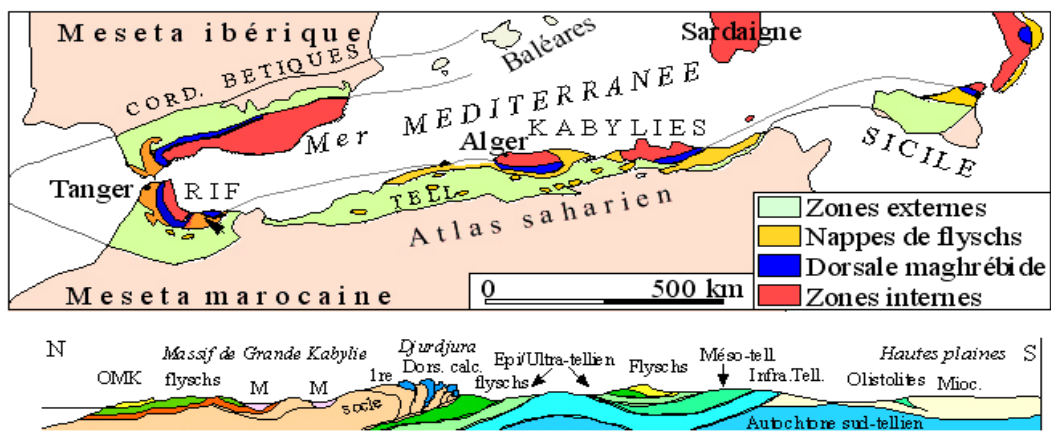 Meseta ibérique
Baléares
Sardaigne
CORD. BETIQUES
Mer MEDITERRANEE
Alger
KABYLIES
SICILE
Tanger
RIF
TELL
Atlas saharien
Meseta marocaine
0 500 km
Zones externes
Nappes de flyschs
Dorsale maghrébide
Zones internes
N
S
Massif de Grande Kabylie
Djurdjura
Hautes plaines
OMK
flyschs
M
M
1re
Dors. calc.
Epi/Ultra-tellien
flyschs
Flyschs
Méso-tell.
Infra.Tell.
Olistolites
Mioc.
socle
Autochtone sud-tellien